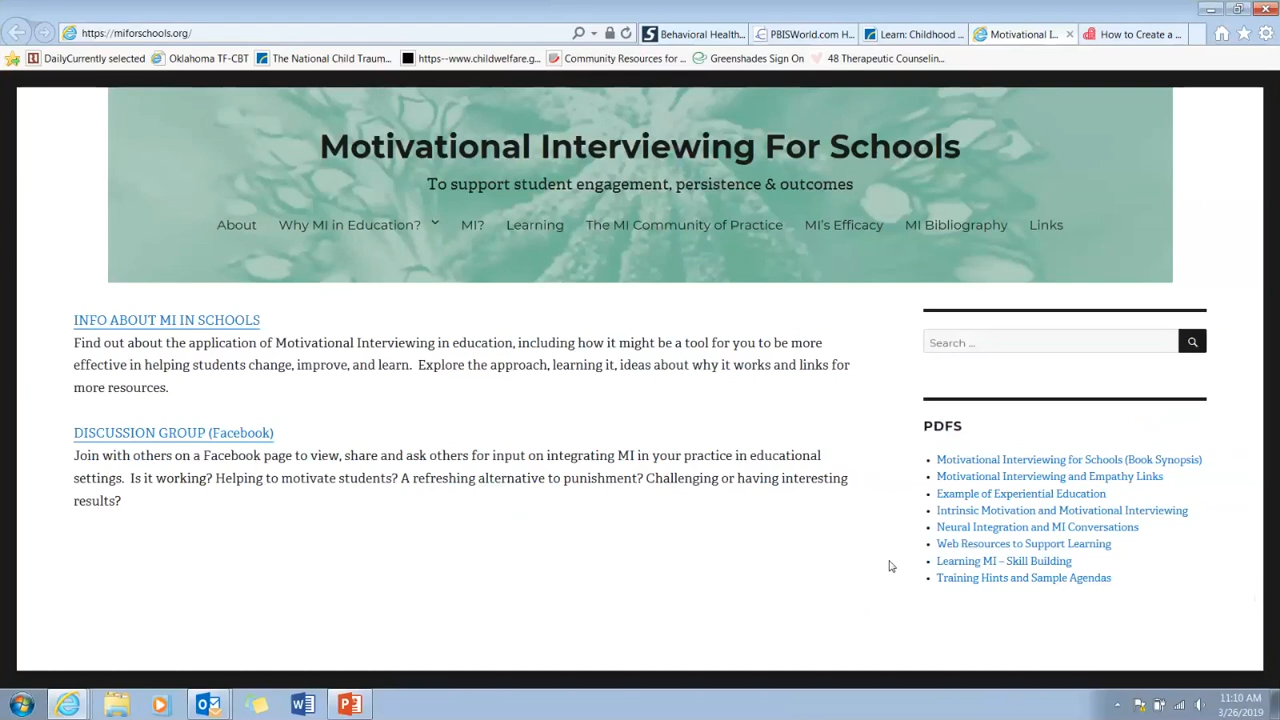 https://miforschools.org/
Behavioral Health...
PBISWorld.com H...
Learn: Childhood ...
Motivational I...
How to Create a ...
DailyCurrently selected
Oklahoma TF-CBT
The National Child Traum...
https--www.childwelfare.g...
Community Resources for ...
Greenshades Sign On
48 Therapeutic Counselin...
Motivational Interviewing For Schools
To support student engagement, persistence & outcomes
About Why MI in Education? MI? Learning The MI Community of Practice MI's Efficacy MI Bibliography Links
INFO ABOUT MI IN SCHOOLS
Find out about the application of Motivational Interviewing in education, including how it might be a tool for you to be more
effective in helping students change, improve, and learn. Explore the approach, learning it, ideas about why it works and links for
more resources.
DISCUSSION GROUP (Facebook)
Join with others on a Facebook page to view, share and ask others for input on integrating MI in your practice in educational
settings. Is it working? Helping to motivate students? A refreshing alternative to punishment? Challenging or having interesting
results?
Search ...
PDFS
Motivational Interviewing for Schools (Book Synopsis)
Motivational Interviewing and Empathy Links
Example of Experiential Education
Intrinsic Motivation and Motivational Interviewing
Neural Integration and MI Conversations
Web Resources to Support Learning
Learning MI – Skill Building
Training Hints and Sample Agendas
11:10 AM
3/26/2019